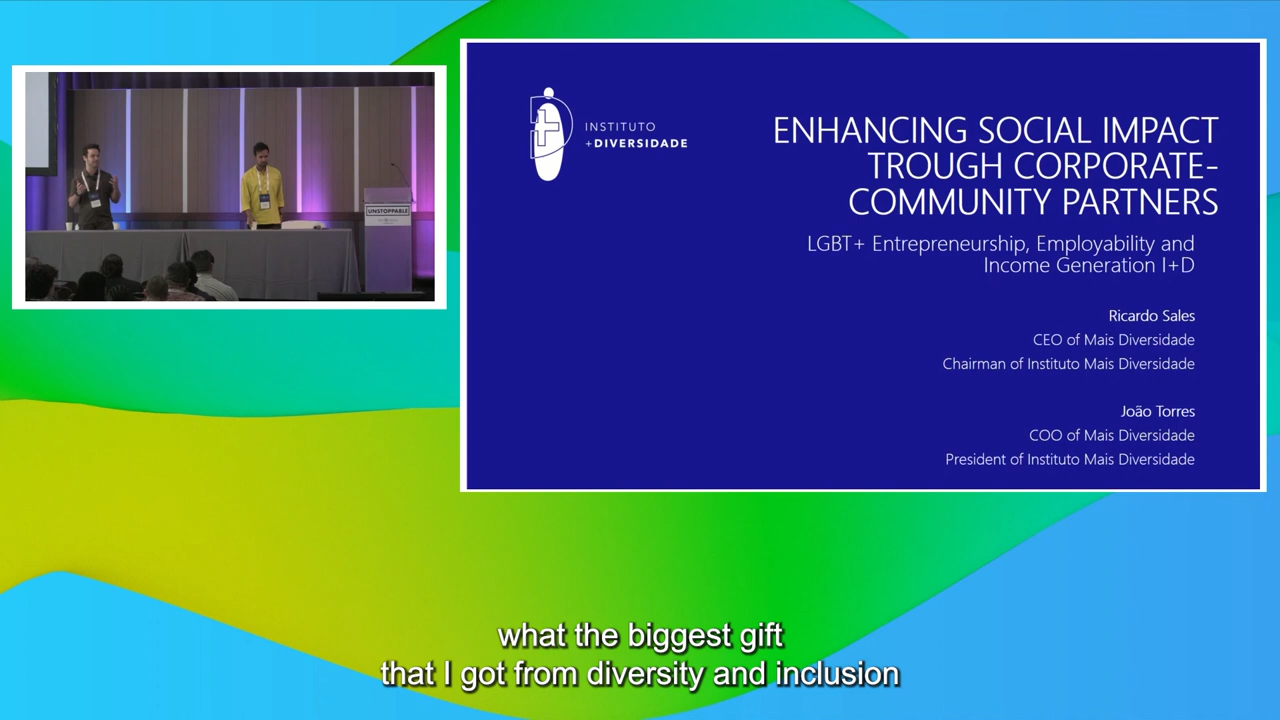 UNSTOPPABLE
INSTITUTO
+DIVERSIDADE
ENHANCING SOCIAL IMPACT
TROUGH CORPORATE-
COMMUNITY PARTNERS
LGBT+ Entrepreneurship, Employability and
Income Generation I+D
Ricardo Sales
CEO of Mais Diversidade
Chairman of Instituto Mais Diversidade
João Torres
COO of Mais Diversidade
President of Instituto Mais Diversidade
what the biggest gift
that I got from diversity and inclusion